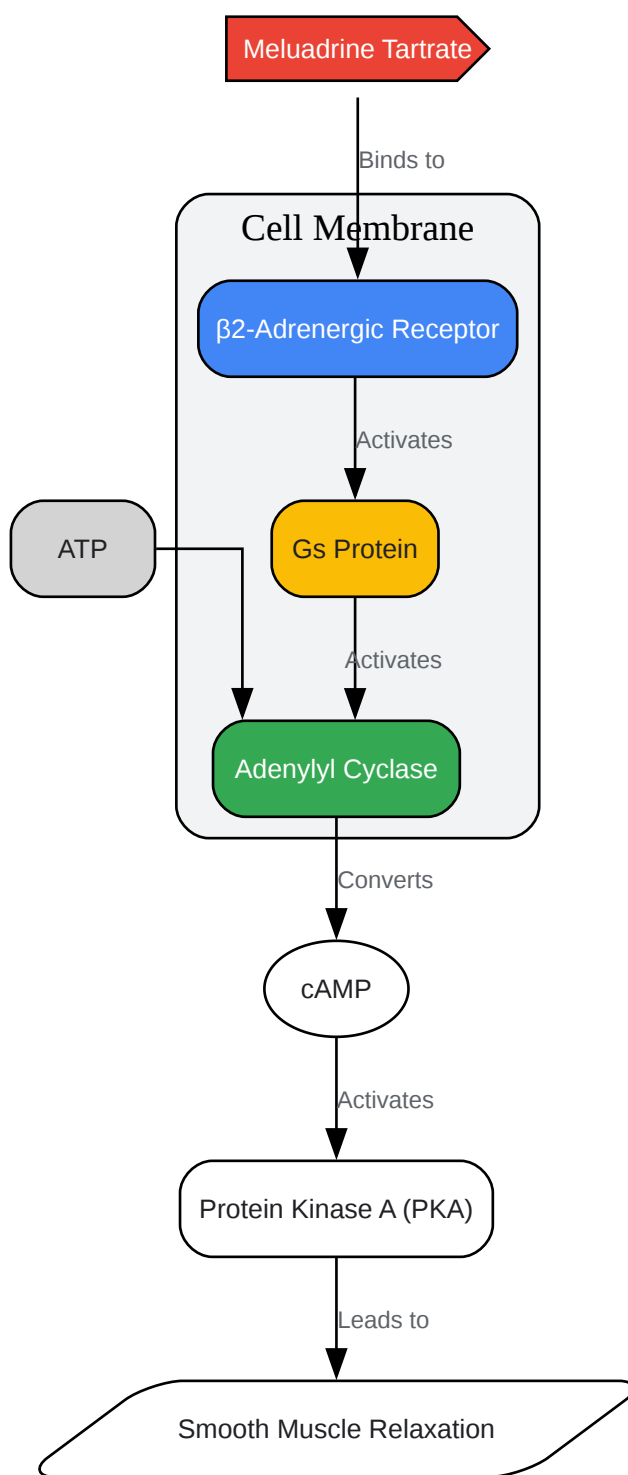 Meluadrine Tartrate
Binds to
Cell Membrane
β2-Adrenergic Receptor
Activates
ATP
Gs Protein
Activates
Adenylyl Cyclase
Converts
cAMP
Activates
Protein Kinase A (PKA)
Leads to
Smooth Muscle Relaxation